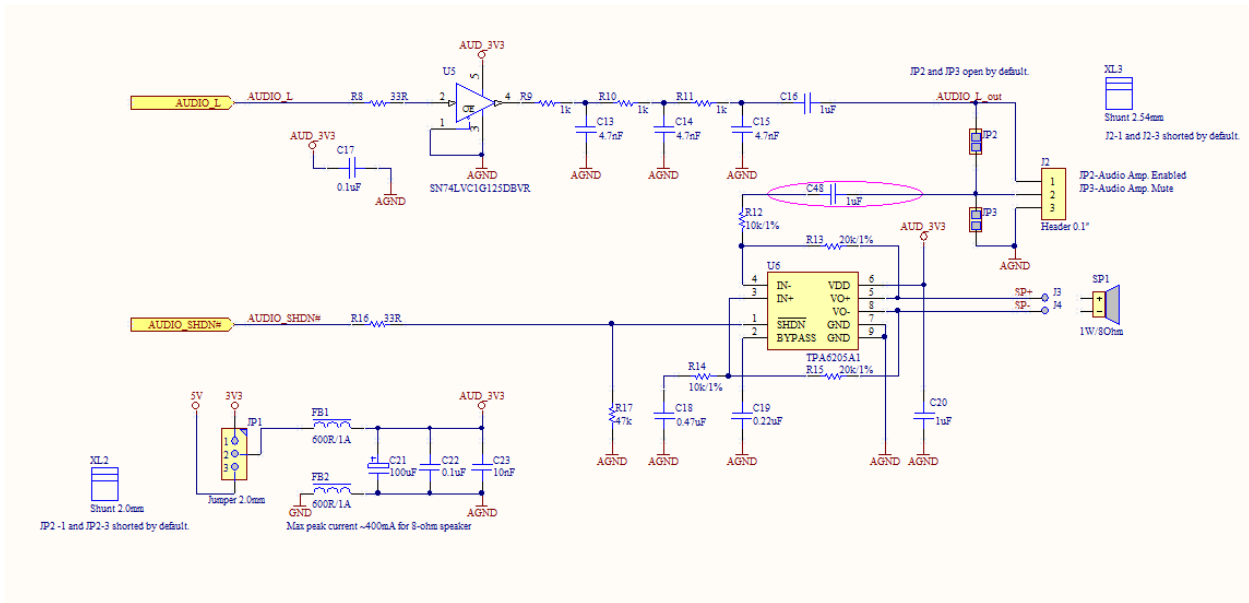 AUD_3V3
U5
JP2 and JP3 open by default.
XL3
AUDIO_L
AUDIO_L
R8
33R
2
5
OE
4
R9
1k
R10
1k
R11
1k
C16
1uF
AUDIO_L_out
Shunt 2.54mm
1
3
C13
4.7nF
C14
4.7nF
C15
4.7nF
JP2
J2-1 and J2-3 shorted by default.
AUD_3V3
C17
0.1uF
AGND
AGND
AGND
AGND
AGND
SN74LVC1G125DBVR
J2
1
2
3
JP2-Audio Amp. Enabled
JP3-Audio Amp. Mute
C48
1uF
R12
10k/1%
JP3
Header 0.1"
R13
20k/1%
AUD_3V3
AGND
U6
4
IN-
VDD
6
3
IN+
VO+
5
VO-
8
1
SHDN
GND
7
2
BYPASS
GND
9
TPA6205A1
SP+
J3
SP-
J4
SP1
+
-
1W/8Ohm
AUDIO_SHDN#
AUDIO_SHDN#
R16
33R
R14
10k/1%
R15
20k/1%
R17
47k
C18
0.47uF
C19
0.22uF
C20
1uF
AGND
AGND
AGND
AGND
AGND
5V
3V3
JP1
1
2
3
FB1
600R/1A
AUD_3V3
C21
100uF
C22
0.1uF
C23
10nF
XL2
Shunt 2.0mm
Jumper 2.0mm
FB2
600R/1A
GND
AGND
JP2 -1 and JP2-3 shorted by default.
Max peak current ~400mA for 8-ohm speaker